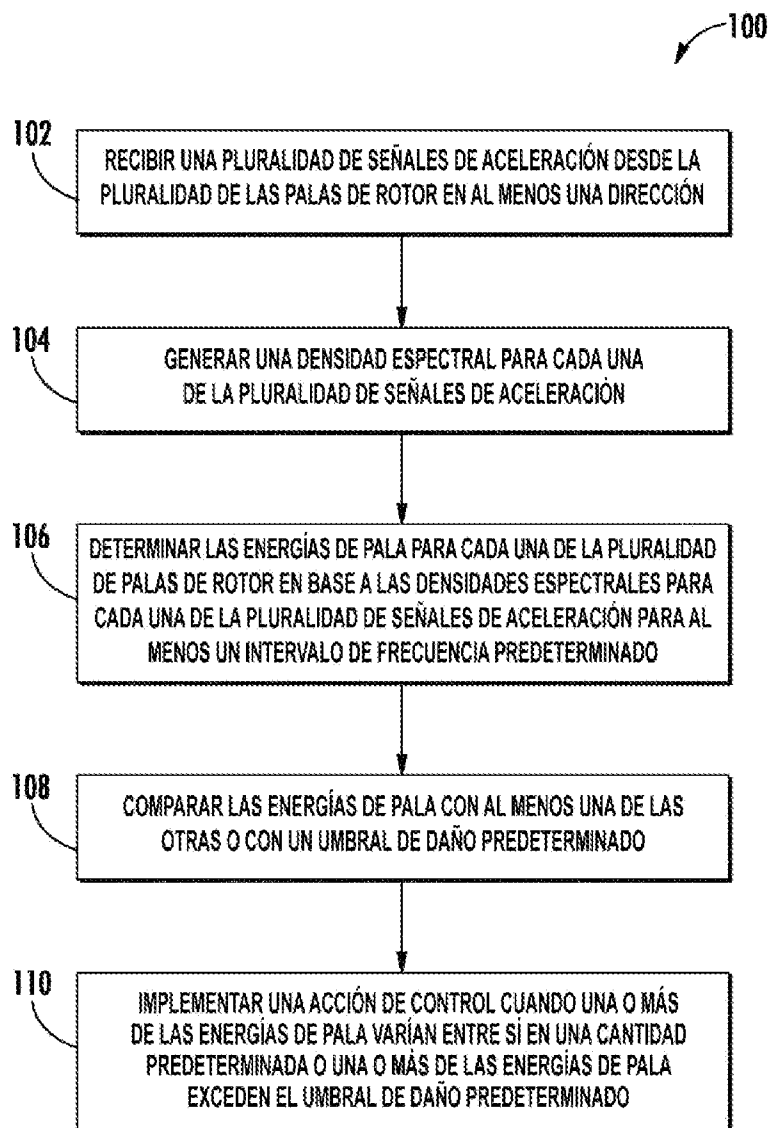 100
102
RECIBIR UNA PLURALIDAD DE SEÑALES DE ACELERACIÓN DESDE LA
PLURALIDAD DE LAS PALAS DE ROTOR EN AL MENOS UNA DIRECCIÓN
104
GENERAR UNA DENSIDAD ESPECTRAL PARA CADA UNA
DE LA PLURALIDAD DE SEÑALES DE ACELERACIÓN
106
DETERMINAR LAS ENERGÍAS DE PALA PARA CADA UNA DE LA PLURALIDAD
DE PALAS DE ROTOR EN BASE A LAS DENSIDADES ESPECTRALES PARA
CADA UNA DE LA PLURALIDAD DE SEÑALES DE ACELERACIÓN PARA AL
MENOS UN INTERVALO DE FRECUENCIA PREDETERMINADO
108
COMPARAR LAS ENERGÍAS DE PALA CON AL MENOS UNA DE LAS
OTRAS O CON UN UMBRAL DE DAÑO PREDETERMINADO
110
IMPLEMENTAR UNA ACCIÓN DE CONTROL CUANDO UNA O MÁS
DE LAS ENERGÍAS DE PALA VARÍAN ENTRE SÍ EN UNA CANTIDAD
PREDETERMINADA O UNA O MÁS DE LAS ENERGÍAS DE PALA
EXCEDEN EL UMBRAL DE DAÑO PREDETERMINADO